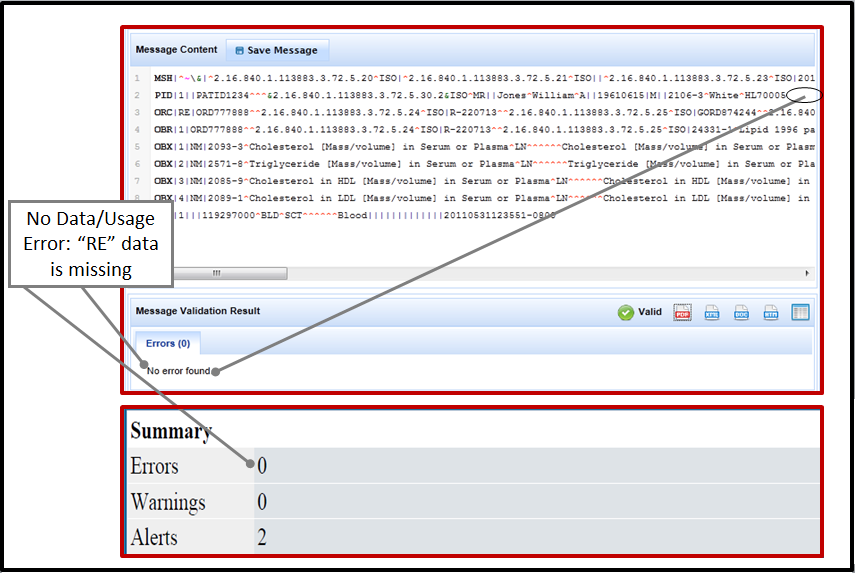 Message Content Save Message
1 MSH|^~\&|^2.16.840.1.113883.3.72.5.20^ISO|^2.16.840.1.113883.3.72.5.21^ISO||^2.16.840.1.113883.3.72.5.23^ISO|201
2 PID|1||PATID1234^^^&2.16.840.1.113883.3.72.5.30.2&ISO^MR||Jones^William^A||19610615|M||2106-3^White^HL70005
3 ORC|RE|ORD777888^^2.16.840.1.113883.3.72.5.24^ISO|R-220713^^2.16.840.1.113883.3.72.5.25^ISO|GORD874244^^2.16.840
4 OBR|1|ORD777888^^2.16.840.1.113883.3.72.5.24^ISO|R-220713^^2.16.840.1.113883.3.72.5.25^ISO|24331-1^Lipid 1996 pa
5 OBX|1|NM|2093-3^Cholesterol [Mass/volume] in Serum or Plasma^LN^^^^^^Cholesterol [Mass/volume] in Serum or Plasm
6 OBX|2|NM|2571-8^Triglyceride [Mass/volume] in Serum or Plasma^LN^^^^^^Triglyceride [Mass/volume] in Serum or Pla
7 OBX|3|NM|2085-9^Cholesterol in HDL [Mass/volume] in Serum or Plasma^LN^^^^^^Cholesterol in HDL [Mass/volume] in
8 OBX|4|NM|2089-1^Cholesterol in LDL [Mass/volume] in Serum or Plasma^LN^^^^^^Cholesterol in LDL [Mass/volume] in
|1|||119297000^BLD^SCT^^^^^^Blood|||||||||||||20110531123551-0800
No Data/Usage
Error: “RE” data
is missing
Message Validation Result Valid PDF XML DOC
Errors (0)
No error found
Summary
Errors 0
Warnings 0
Alerts 2